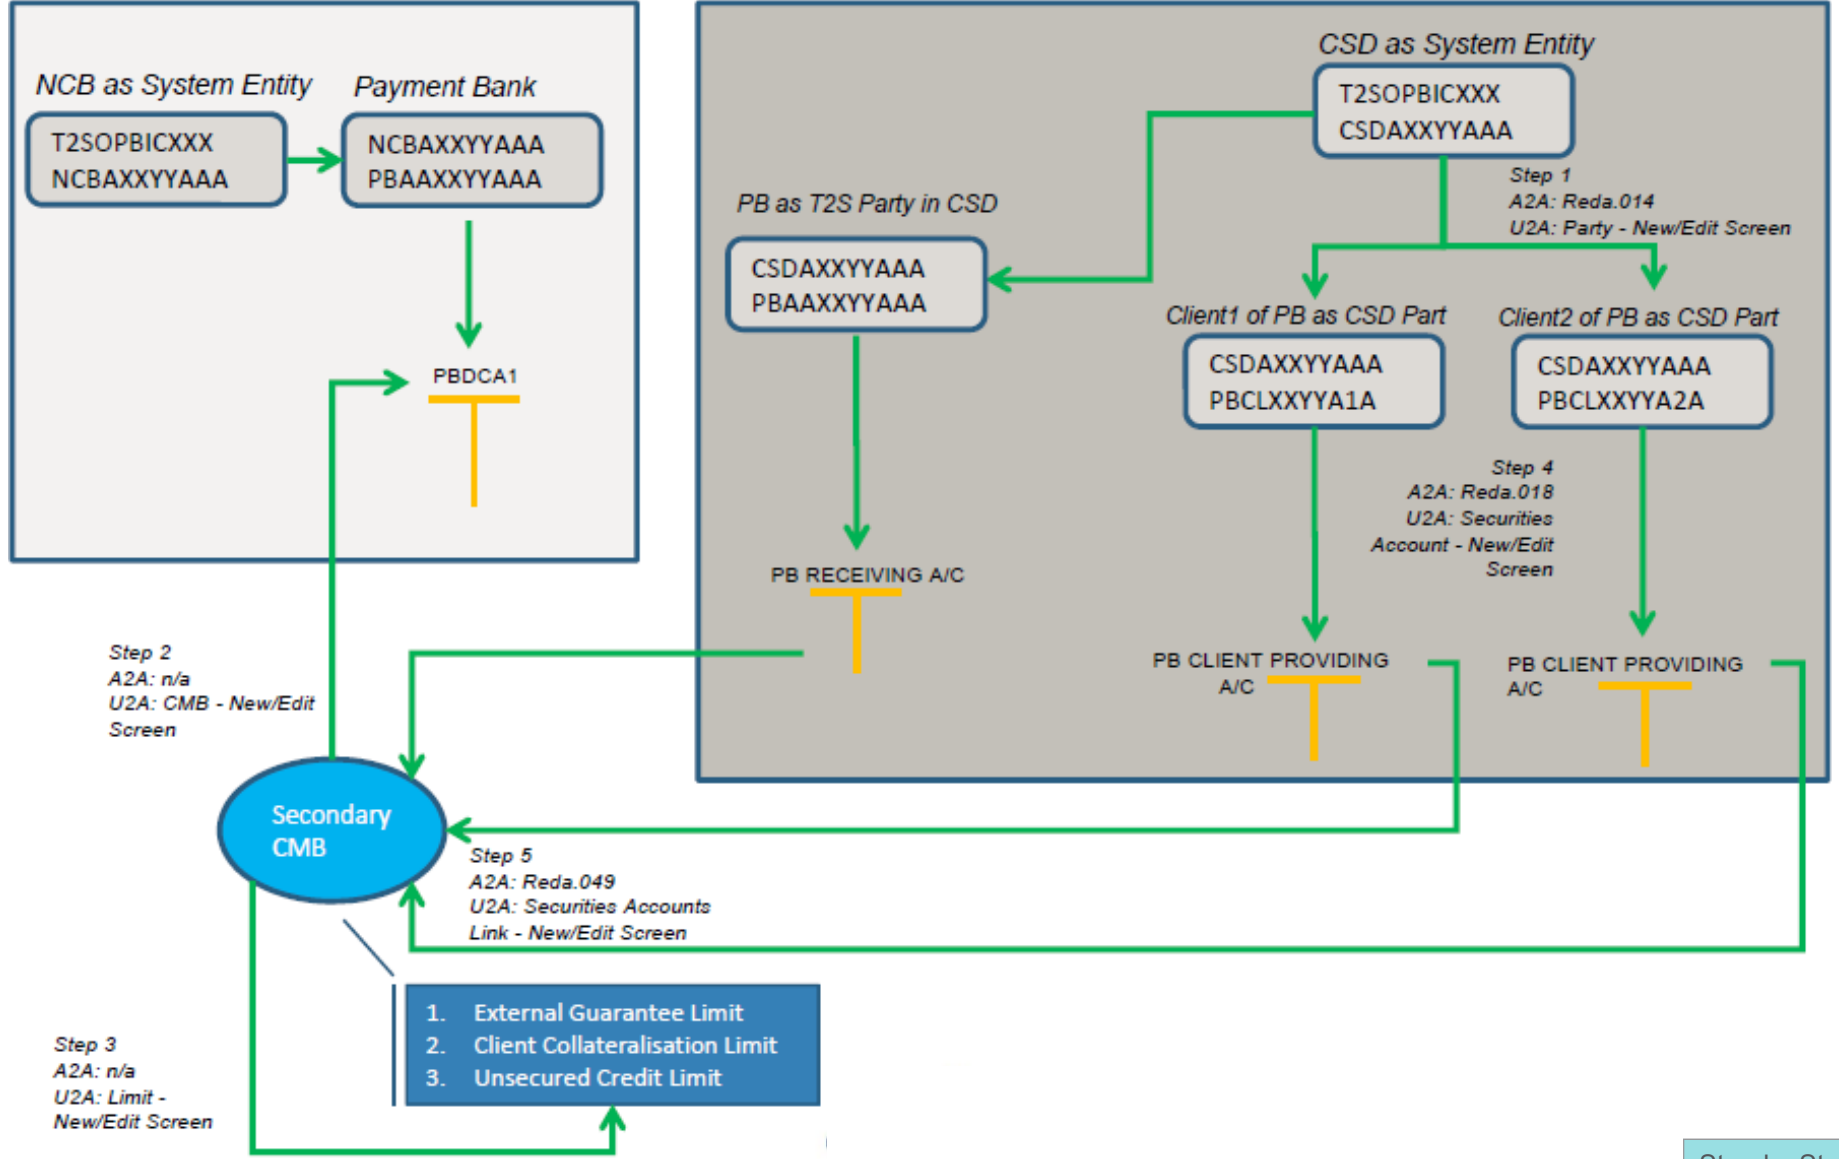 NCB as System Entity
T2SOPBICXXX
NCBAXXYYAAA
Payment Bank
NCBAXXYYAAA
PBAAXXYYAAA
PBDCA1
CSD as System Entity
T2SOPBICXXX
CSDAXXYYAAA
Step 1
A2A: Reda.014
U2A: Party - New/Edit Screen
PB as T2S Party in CSD
CSDAXXYYAAA
PBAAXXYYAAA
Client1 of PB as CSD Part
CSDAXXYYAAA
PBCLXXYYA1A
Client2 of PB as CSD Part
CSDAXXYYAAA
PBCLXXYYA2A
Step 4
A2A: Reda.018
U2A: Securities
Account - New/Edit
Screen
PB RECEIVING A/C
PB CLIENT PROVIDING
A/C
PB CLIENT PROVIDING
A/C
Step 2
A2A: n/a
U2A: CMB - New/Edit
Screen
Secondary
CMB
Step 5
A2A: Reda.049
U2A: Securities Accounts
Link - New/Edit Screen
1. External Guarantee Limit
2. Client Collateralisation Limit
3. Unsecured Credit Limit
Step 3
A2A: n/a
U2A: Limit -
New/Edit Screen